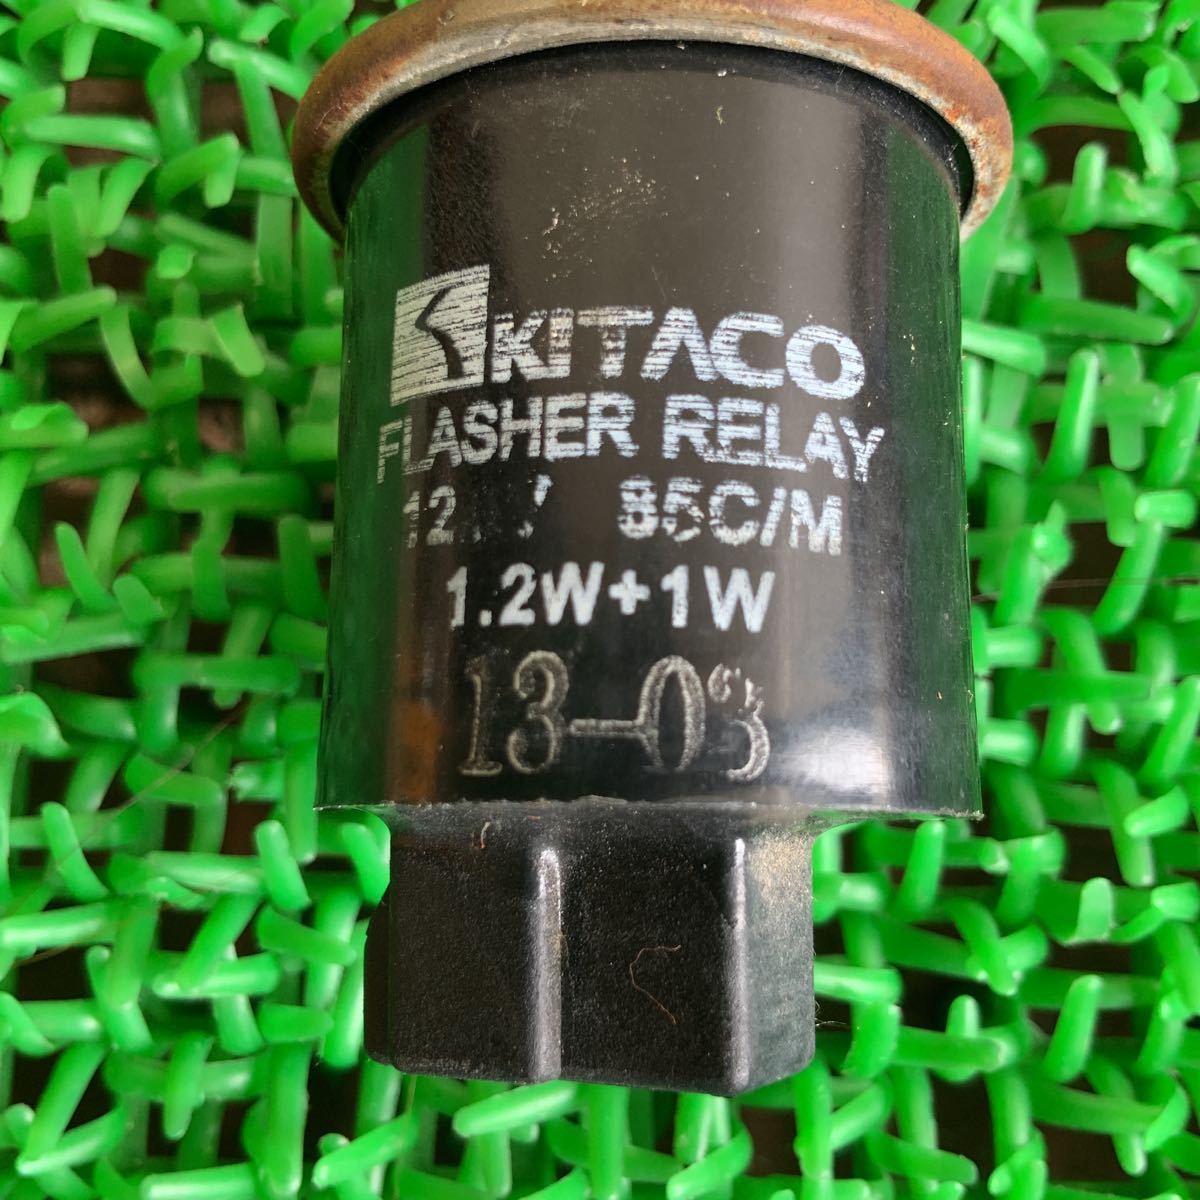 KITACO
FLASHER RELAY
85C/M
1.2W+1W
13-03